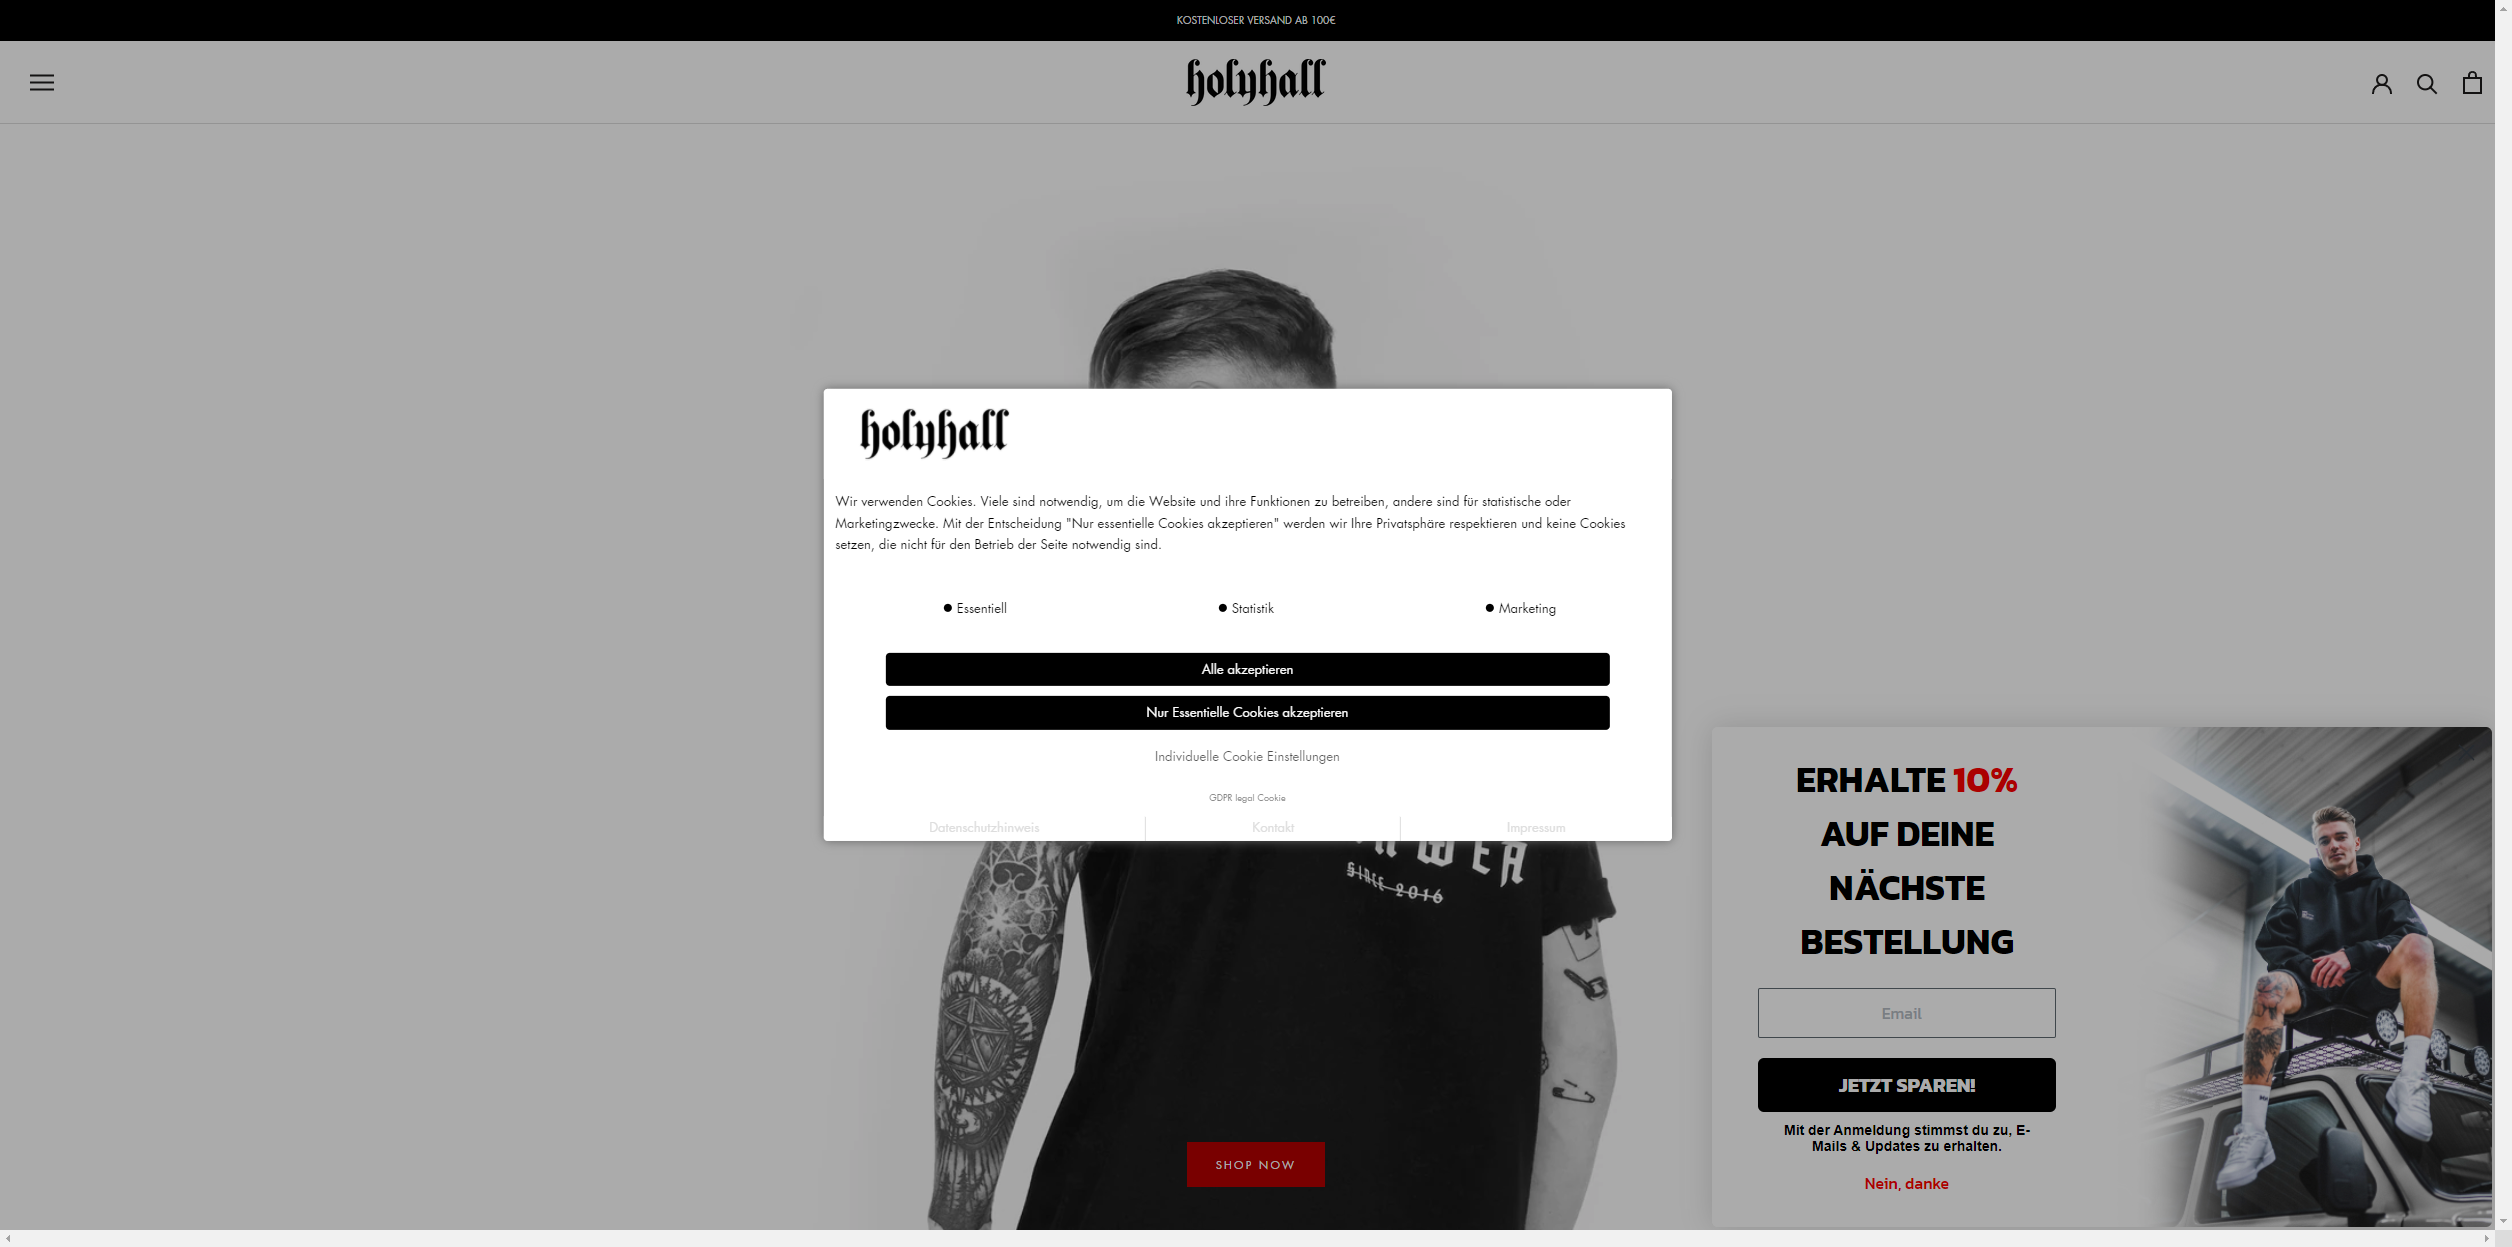 KOSTENLOSER VERSAND AB 100€
holyhall
holyhall
Wir verwenden Cookies. Viele sind notwendig, um die Website und ihre Funktionen zu betreiben, andere sind für statistische oder
Marketingzwecke. Mit der Entscheidung "Nur essentielle Cookies akzeptieren" werden wir Ihre Privatsphäre respektieren und keine Cookies
setzen, die nicht für den Betrieb der Seite notwendig sind.
Essentiell
Statistik
Marketing
Alle akzeptieren
Nur Essentielle Cookies akzeptieren
Individuelle Cookie Einstellungen
GDPR legal Cookie
Datenschutzhinweis
Kontakt
Impressum
SINCE 2016
SHOP NOW
ERHALTE 10%
AUF DEINE
NÄCHSTE
BESTELLUNG
Email
JETZT SPAREN!
Mit der Anmeldung stimmst du zu, E-
Mails & Updates zu erhalten.
Nein, danke